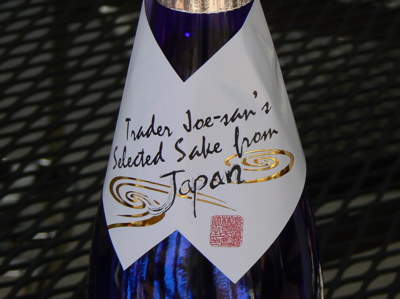 Trader Joe-san's
Selected Sake from
Japan